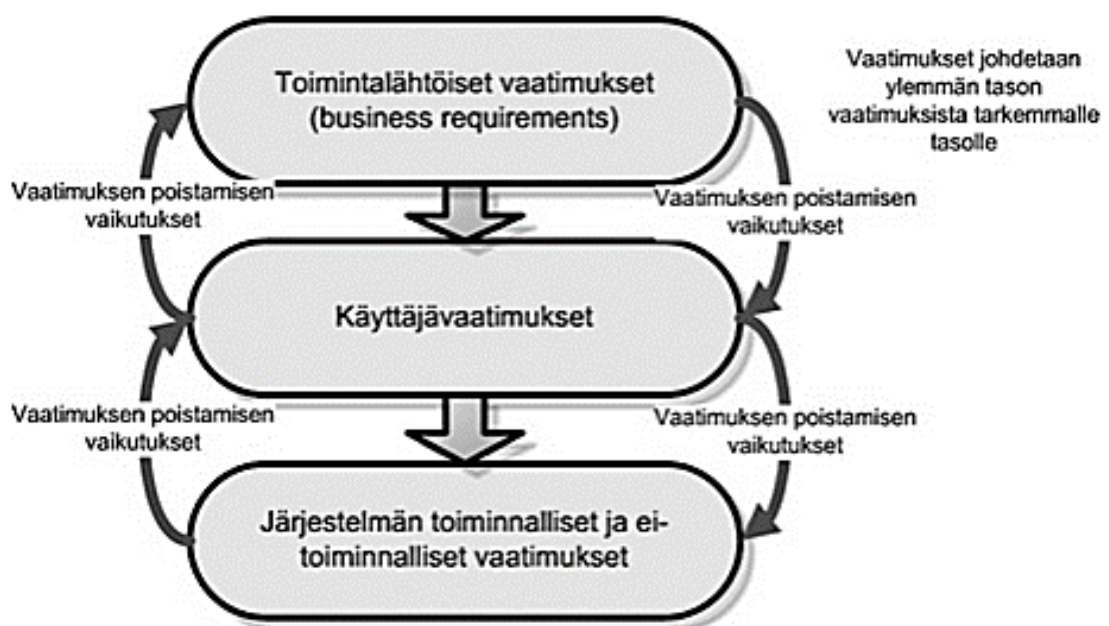 Toimintalähtöiset vaatimukset
(business requirements)
Vaatimukset johdetaan
ylemmän tason
vaatimuksista tarkemmalle
tasolle
Vaatimuksen poistamisen
vaikutukset
Vaatimuksen poistamisen
vaikutukset
Käyttäjävaatimukset
Vaatimuksen poistamisen
vaikutukset
Vaatimuksen poistamisen
vaikutukset
Järjestelmän toiminnalliset ja ei-
toiminnalliset vaatimukset